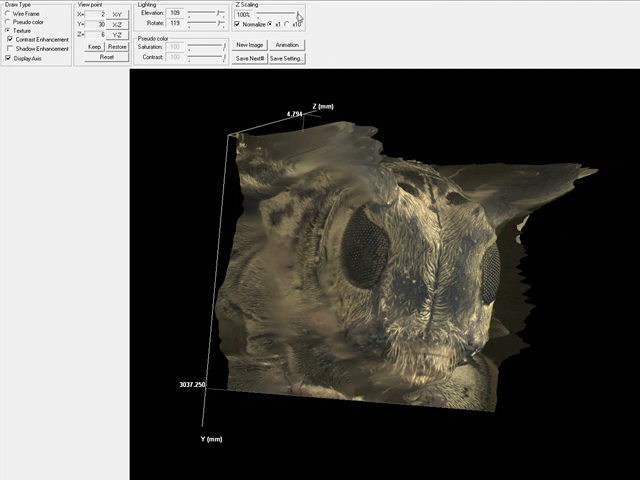 Draw Type
Wire Frame
Pseudo color
Texture
Contrast Enhancement
Shadow Enhancement
Display Axis
View point
X= 2 X-Y
Y= 30 X-Z
Z= 6 Y-Z
Keep Restore
Reset
Lighting
Elevation: 109
Rotate: 119
Pseudo color
Saturation: 100
Contrast: 100
Z Scaling
100%
Normalize x1 x10
New Image Animation
Save Next# Save Setting...
Z (mm)
4.794
3037.250
Y (mm)